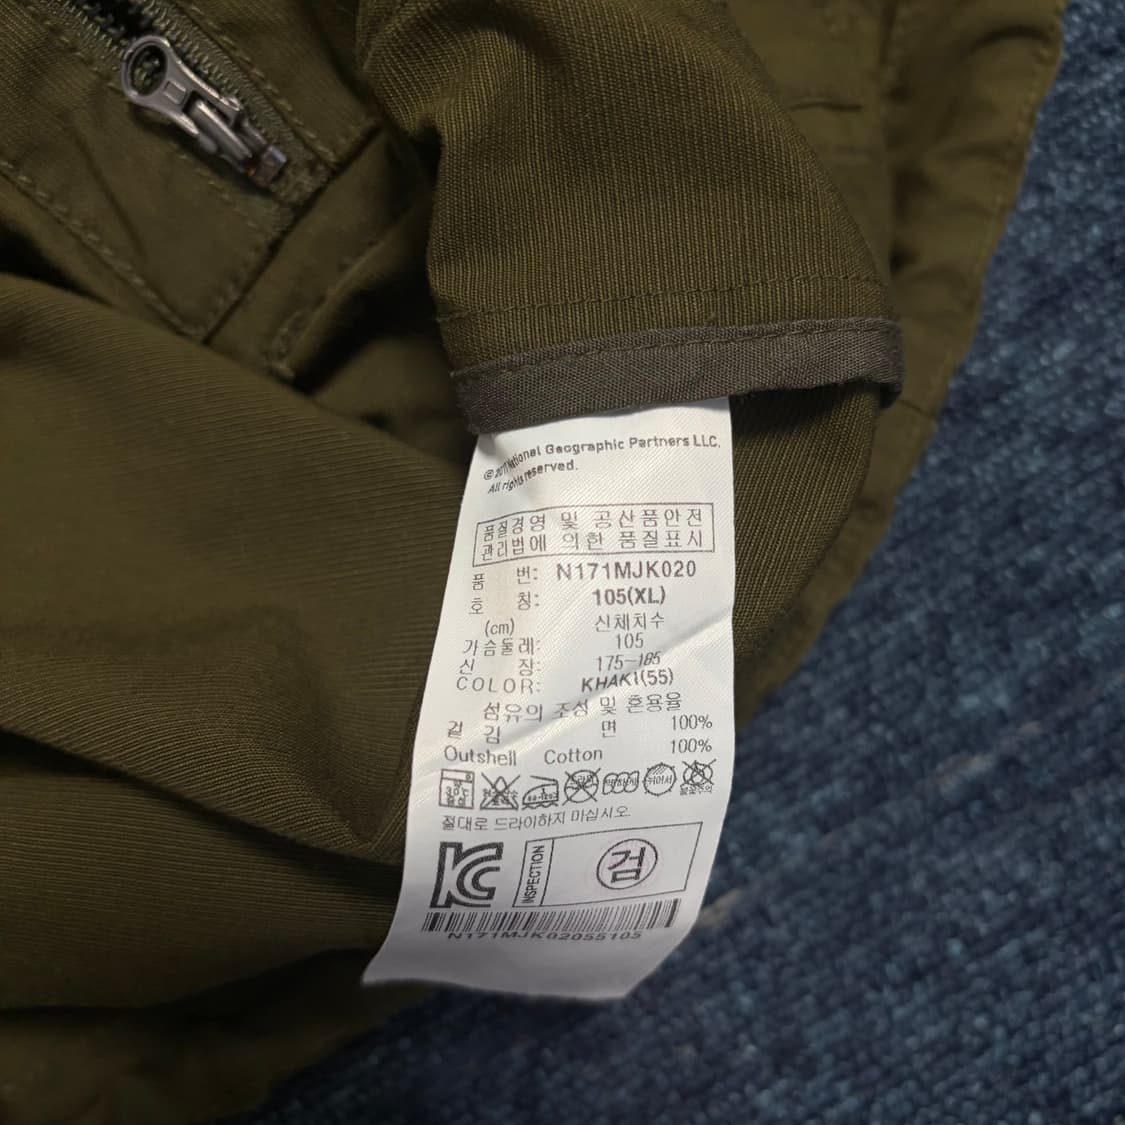 © 2017 National Geographic Partners LLC.
All rights reserved.
품질경영 및 공산품안전
관리법에 의한 품질표시
품 번: N171MJK020
호 칭: 105(XL)
(cm) 신체치수
가슴둘레: 105
신 장: 175~185
COLOR: KHAKI(55)
섬유의 조성 및 혼용율
겉 감 면 100%
Outshell Cotton 100%
약하게
절대로 드라이하지 마십시오.
INSPECTION
검
N171MJK02055105